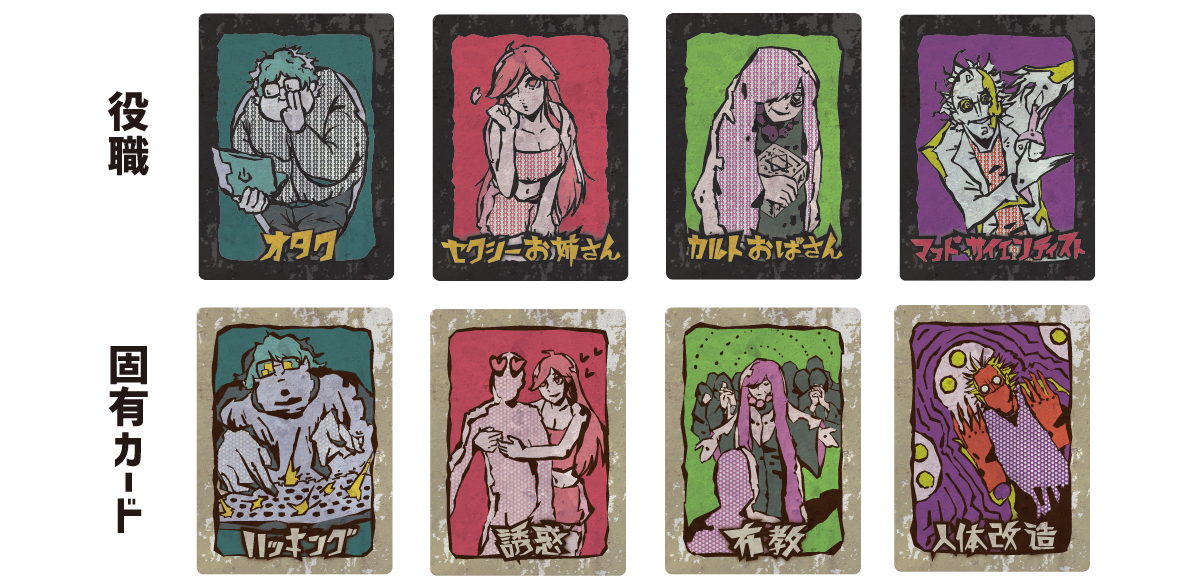 役職
オタク
セクシーお姉さん
カルトおばさん
マッドサイエンティスト
固有カード
ハッキング
誘惑
布教
人体改造